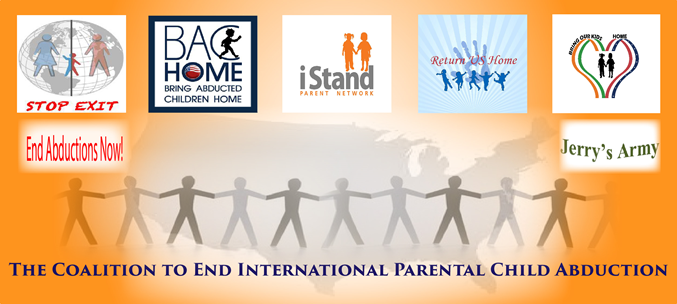 STOP EXIT
BAC
HOME
BRING ABDUCTED
CHILDREN HOME
iStand
PARENT NETWORK
Return US Home
BRING OUR KIDS HOME
End Abductions Now!
Jerry's Army
THE COALITION TO END INTERNATIONAL PARENTAL CHILD ABDUCTION